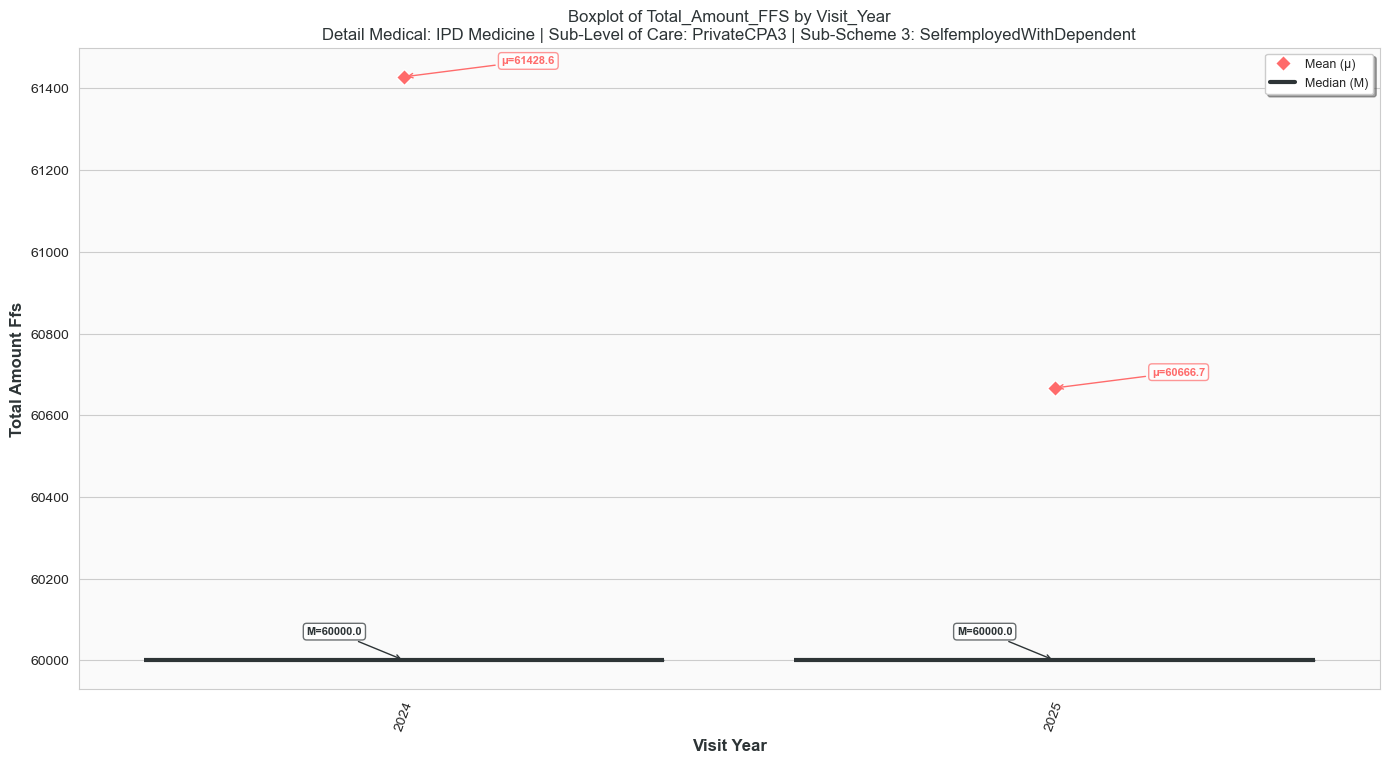 Boxplot of Total_Amount_FFS by Visit_Year
Detail Medical: IPD Medicine | Sub-Level of Care: PrivateCPA3 | Sub-Scheme 3: SelfemployedWithDependent
μ=61428.6
Mean (μ)
Median (M)
61400
61200
61000
60800
60600
60400
60200
60000
Total Amount Ffs
μ=60666.7
M=60000.0
M=60000.0
2024
2025
Visit Year